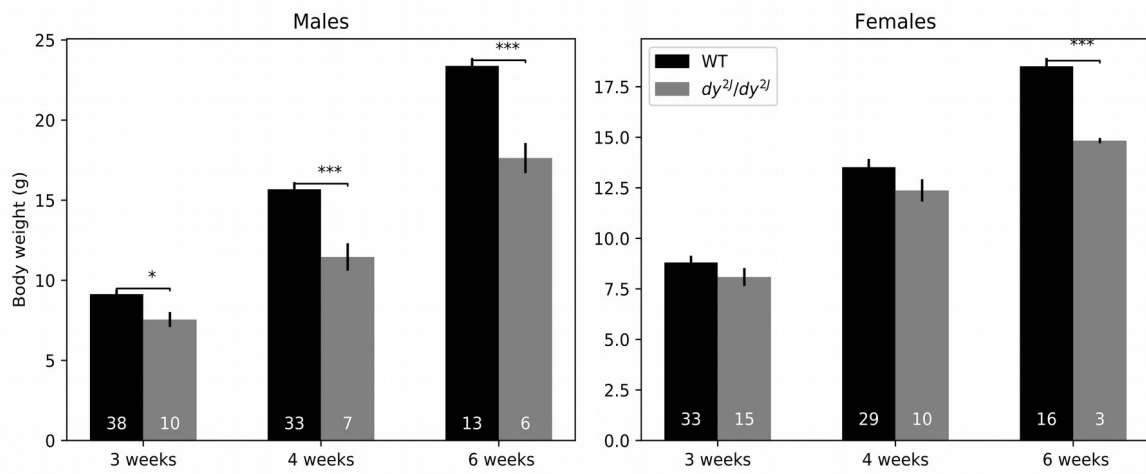 Males
Females
Body weight (g)
25
20
15
10
5
0
*
***
***
38
10
33
7
13
6
3 weeks
4 weeks
6 weeks
17.5
15.0
12.5
10.0
7.5
5.0
2.5
0.0
WT
dy²ᴶ/dy²ᴶ
***
33
15
29
10
16
3
3 weeks
4 weeks
6 weeks